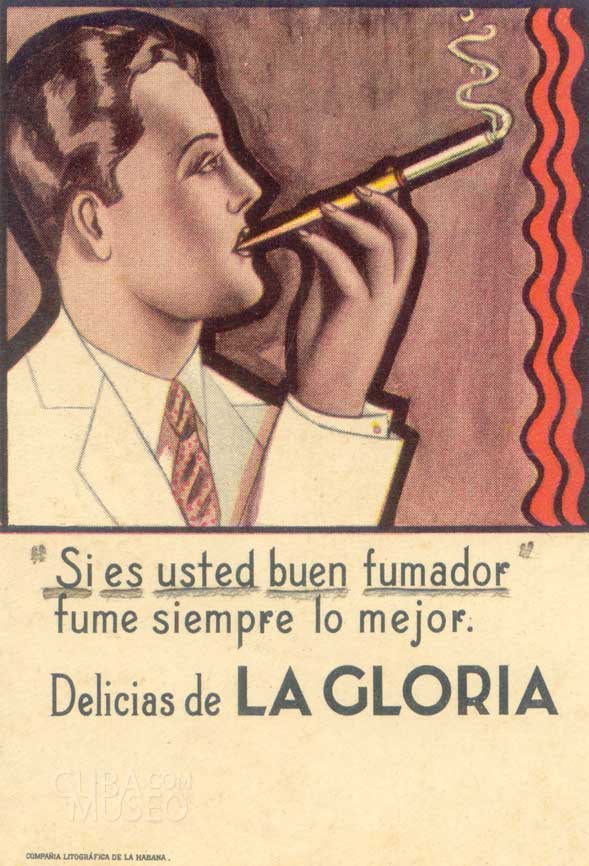 "Si es usted buen fumador"
fume siempre lo mejor.
Delicias de LA GLORIA
CUBA.COM
MUSEO
COMPAÑIA LITOGRÁFICA DE LA HABANA.